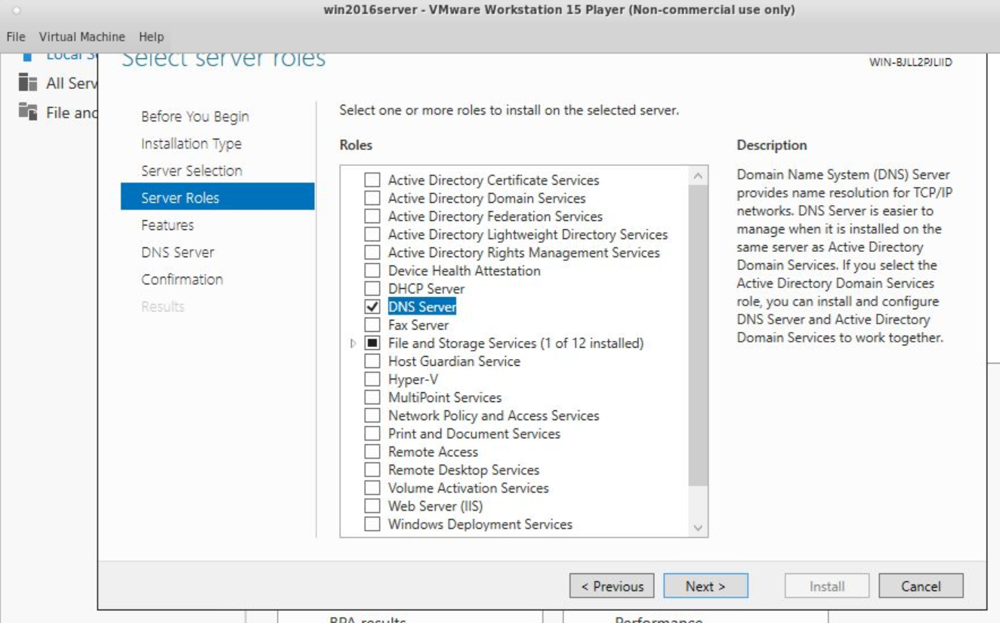 win2016server - VMware Workstation 15 Player (Non-commercial use only)
File Virtual Machine Help
Local S
All Serv
File and
Select server roles
WIN-BJLL2PJLIID
Before You Begin
Installation Type
Server Selection
Server Roles
Features
DNS Server
Confirmation
Results
Select one or more roles to install on the selected server.
Roles
Active Directory Certificate Services
Active Directory Domain Services
Active Directory Federation Services
Active Directory Lightweight Directory Services
Active Directory Rights Management Services
Device Health Attestation
DHCP Server
DNS Server
Fax Server
File and Storage Services (1 of 12 installed)
Host Guardian Service
Hyper-V
MultiPoint Services
Network Policy and Access Services
Print and Document Services
Remote Access
Remote Desktop Services
Volume Activation Services
Web Server (IIS)
Windows Deployment Services
Description
Domain Name System (DNS) Server
provides name resolution for TCP/IP
networks. DNS Server is easier to
manage when it is installed on the
same server as Active Directory
Domain Services. If you select the
Active Directory Domain Services
role, you can install and configure
DNS Server and Active Directory
Domain Services to work together.
< Previous
Next >
Install
Cancel
BPA results
Performance